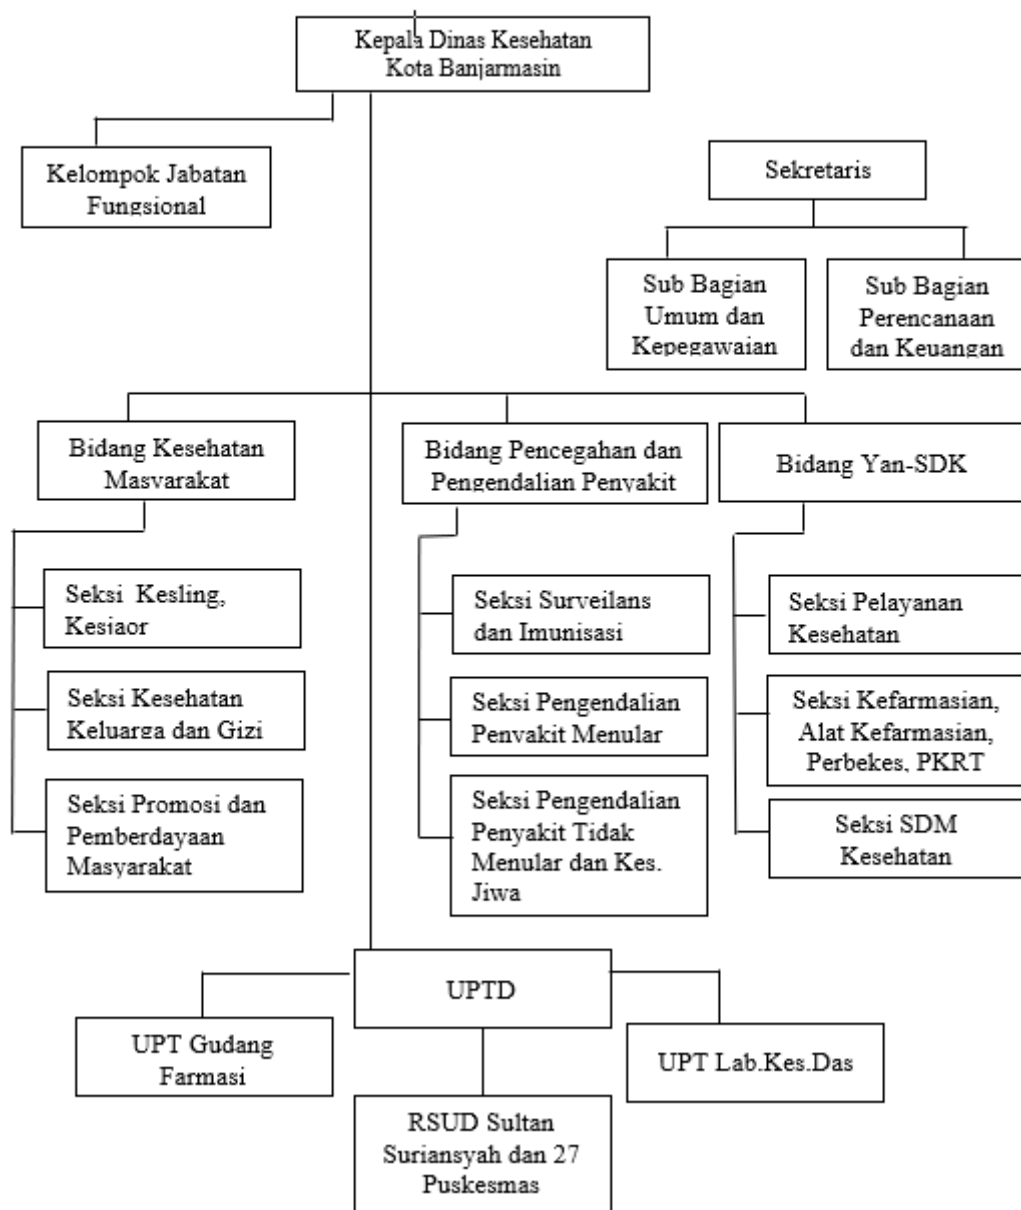 Kepala Dinas Kesehatan
Kota Banjarmasin
Kelompok Jabatan
Fungsional
Sekretaris
Sub Bagian
Umum dan
Kepegawaian
Sub Bagian
Perencanaan
dan Keuangan
Bidang Kesehatan
Masyarakat
Bidang Pencegahan dan
Pengendalian Penyakit
Bidang Yan-SDK
Seksi Kesling,
Kesjaor
Seksi Kesehatan
Keluarga dan Gizi
Seksi Promosi dan
Pemberdayaan
Masyarakat
Seksi Surveilans
dan Imunisasi
Seksi Pengendalian
Penyakit Menular
Seksi Pengendalian
Penyakit Tidak
Menular dan Kes.
Jiwa
Seksi Pelayanan
Kesehatan
Seksi Kefarmasian,
Alat Kefarmasian,
Perbekes, PKRT
Seksi SDM
Kesehatan
UPTD
UPT Gudang
Farmasi
UPT Lab.Kes.Das
RSUD Sultan
Suriansyah dan 27
Puskesmas